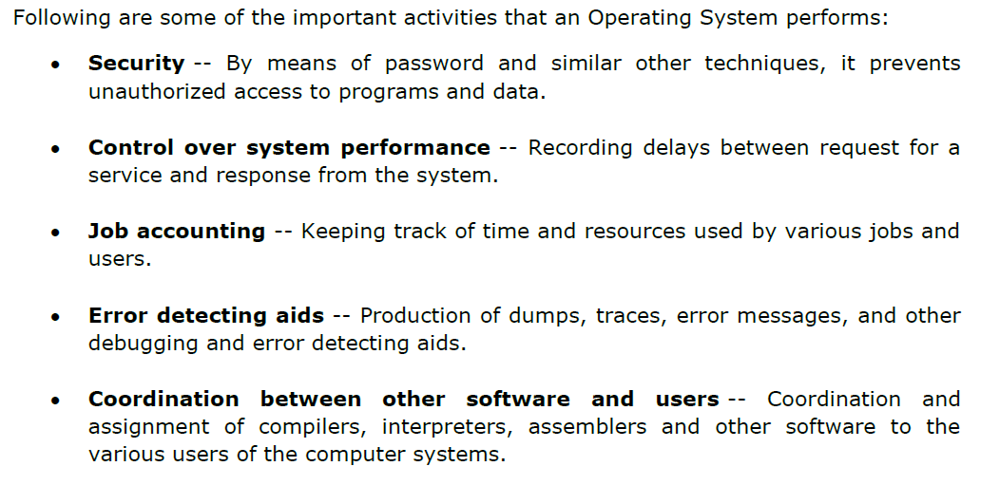 Following are some of the important activities that an Operating System performs:
• Security -- By means of password and similar other techniques, it prevents
unauthorized access to programs and data.
• Control over system performance -- Recording delays between request for a
service and response from the system.
• Job accounting -- Keeping track of time and resources used by various jobs and
users.
• Error detecting aids -- Production of dumps, traces, error messages, and other
debugging and error detecting aids.
• Coordination between other software and users -- Coordination and
assignment of compilers, interpreters, assemblers and other software to the
various users of the computer systems.